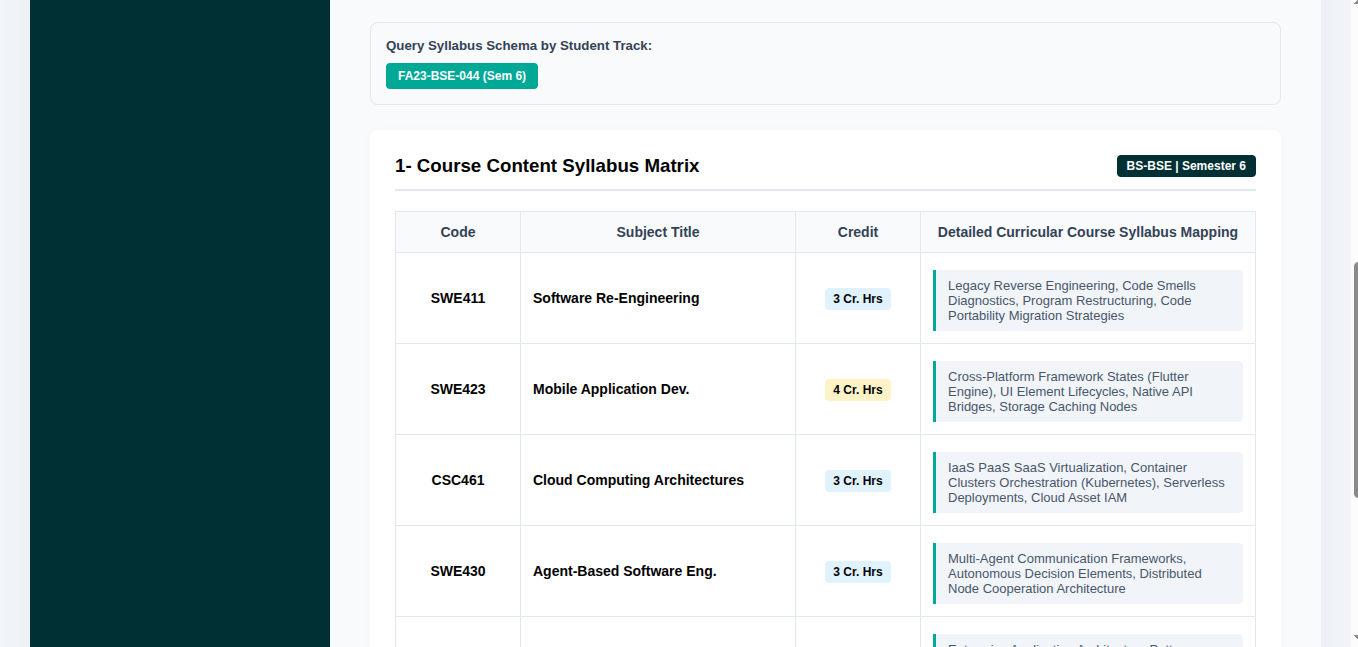 Query Syllabus Schema by Student Track:
FA23-BSE-044 (Sem 6)
1- Course Content Syllabus Matrix
BS-BSE | Semester 6
Code Subject Title Credit Detailed Curricular Course Syllabus Mapping
SWE411 Software Re-Engineering 3 Cr. Hrs
Legacy Reverse Engineering, Code Smells
Diagnostics, Program Restructuring, Code
Portability Migration Strategies
SWE423 Mobile Application Dev. 4 Cr. Hrs
Cross-Platform Framework States (Flutter
Engine), UI Element Lifecycles, Native API
Bridges, Storage Caching Nodes
CSC461 Cloud Computing Architectures 3 Cr. Hrs
IaaS PaaS SaaS Virtualization, Container
Clusters Orchestration (Kubernetes), Serverless
Deployments, Cloud Asset IAM
SWE430 Agent-Based Software Eng. 3 Cr. Hrs
Multi-Agent Communication Frameworks,
Autonomous Decision Elements, Distributed
Node Cooperation Architecture